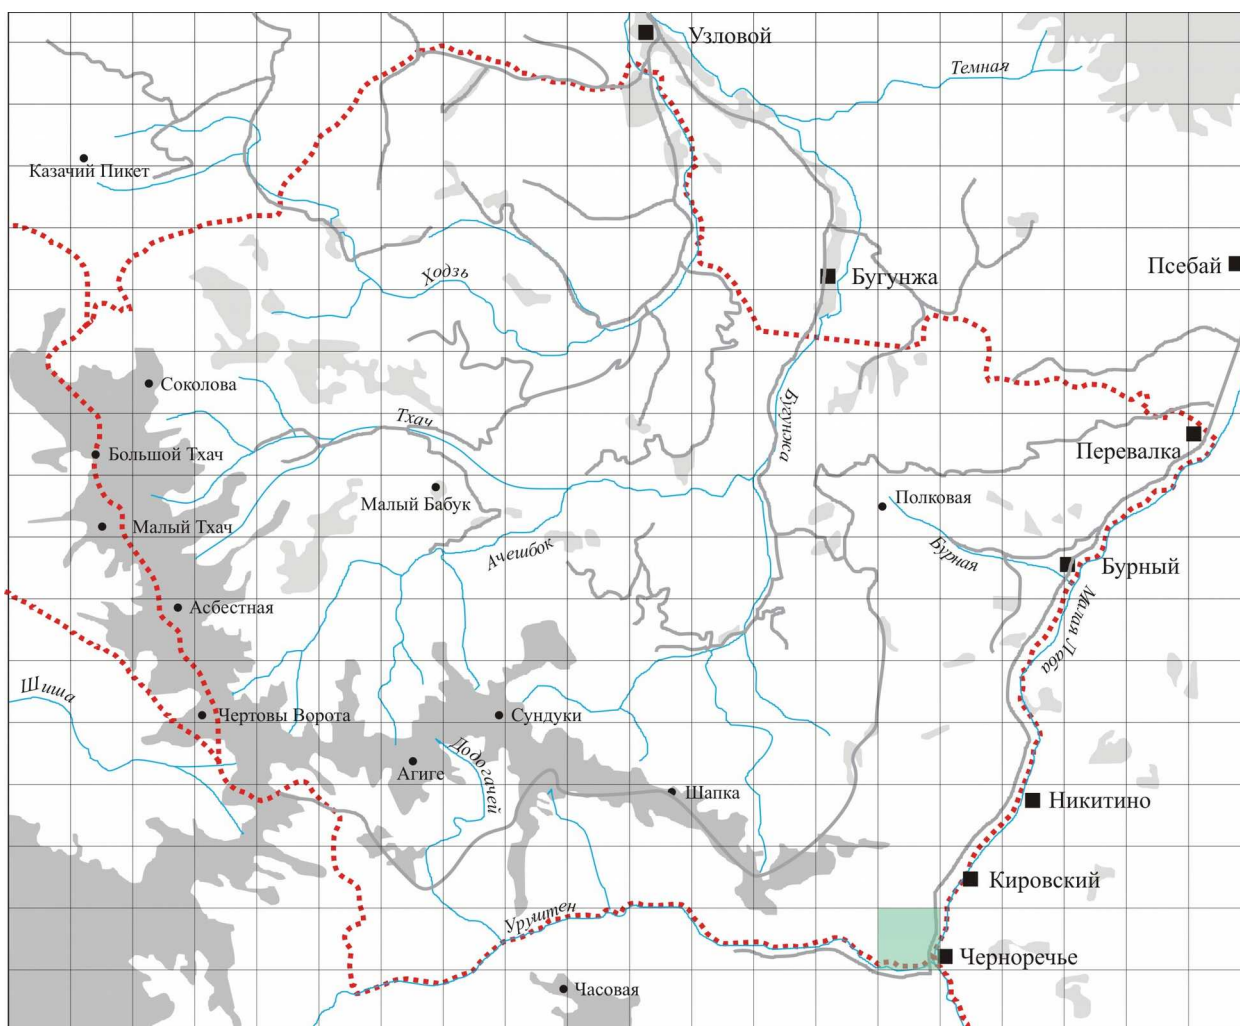 Узловой
Темная
Казачий Пикет
Ходзь
Бугунжа
Псебай
Соколова
Тхач
Бугунжа
Большой Тхач
Перевалка
Малый Бабук
Полковая
Малый Тхач
Ачешбок
Бурная
Бурный
Асбестная
Малая Лаба
Шиша
Чертовы Ворота
Сундуки
Додогачей
Агиге
Шапка
Никитино
Кировский
Уруштен
Черноречье
Часовая